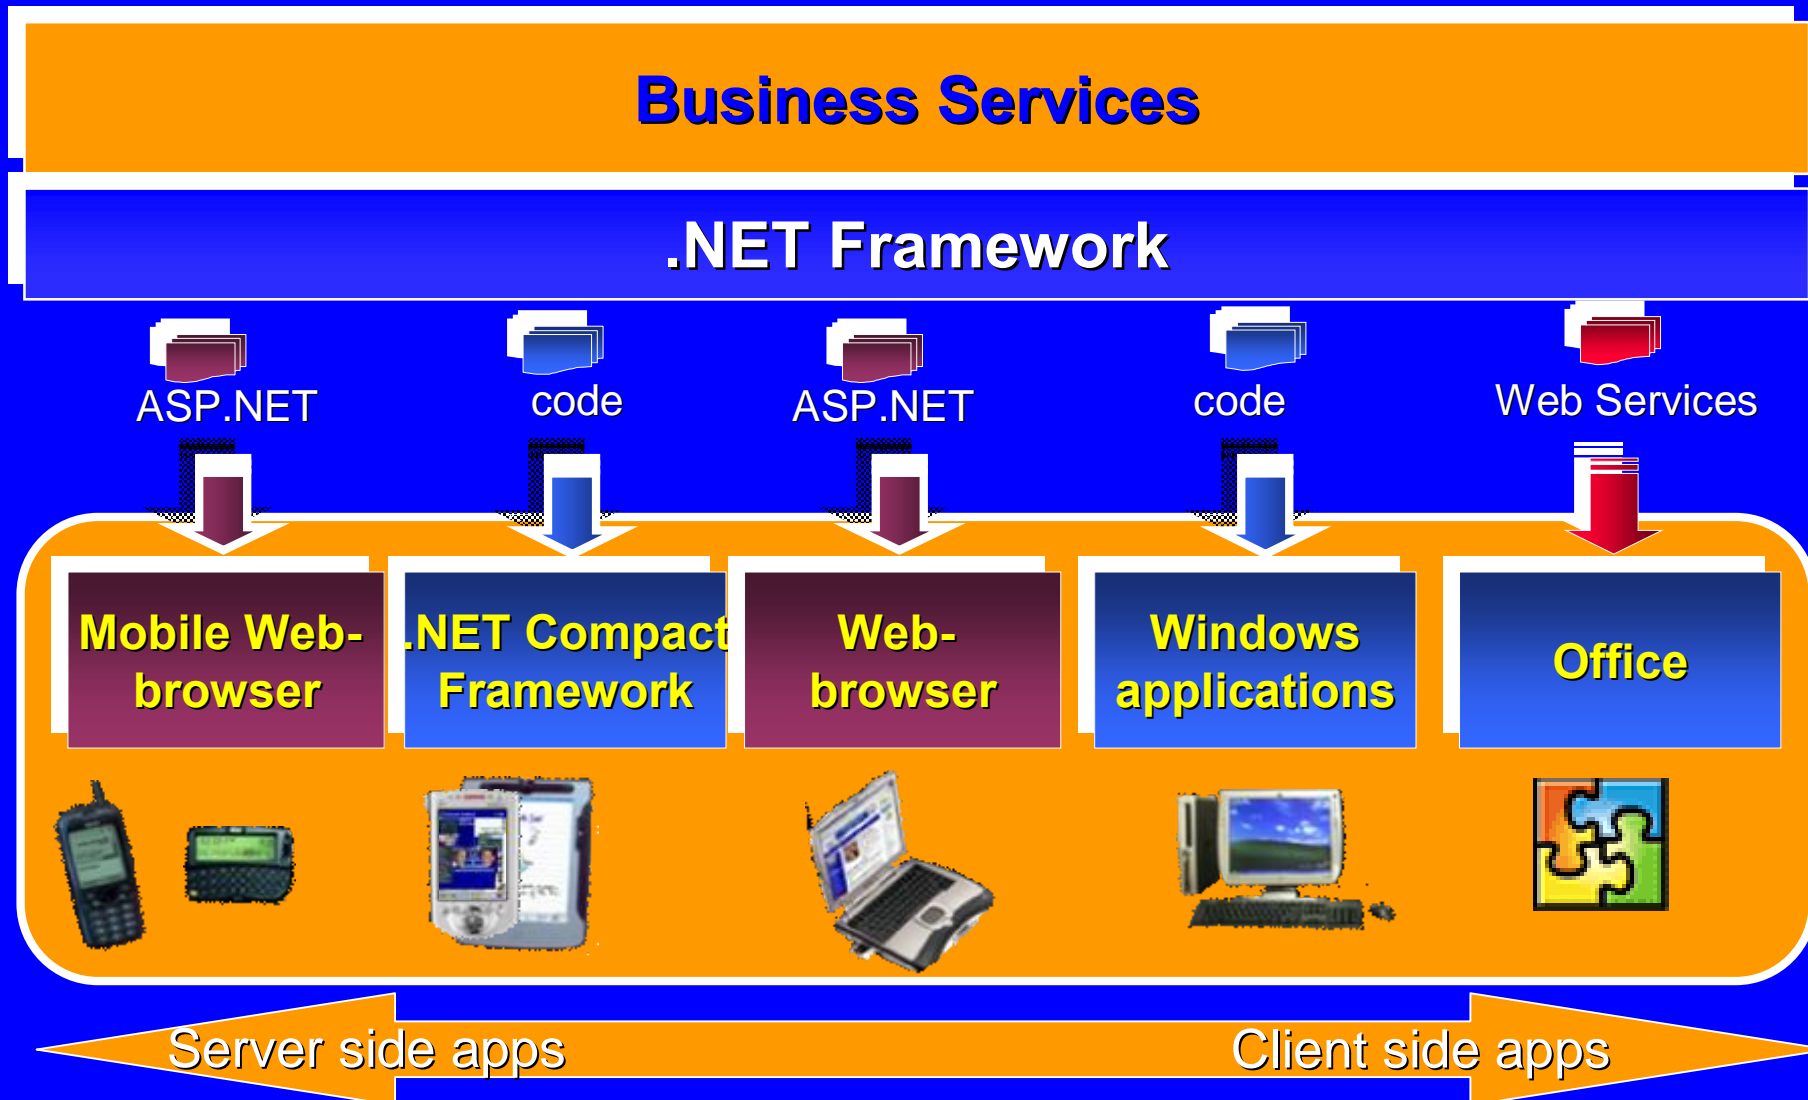 Business Services
.NET Framework
ASP.NET
code
ASP.NET
code
Web Services
Mobile Web-
browser
.NET Compact
Framework
Web-
browser
Windows
applications
Office
Server side apps
Client side apps